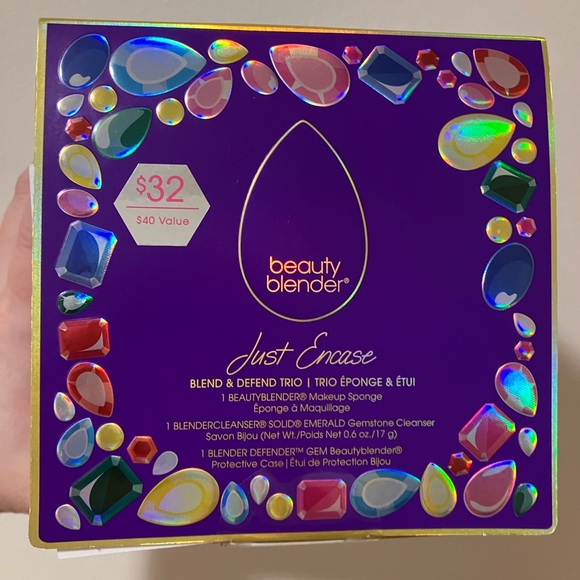 $32
$40 Value
beauty
blender®
Just Encase
BLEND & DEFEND TRIO | TRIO ÉPONGE & ÉTUI
1 BEAUTYBLENDER® Makeup Sponge
Éponge à Maquillage
1 BLENDERCLEANSER® SOLID® EMERALD Gemstone Cleanser
Savon Bijou (Net Wt./Poids Net 0.6 oz./17 g)
1 BLENDER DEFENDER™ GEM Beautyblender®
Protective Case | Étui de Protection Bijou